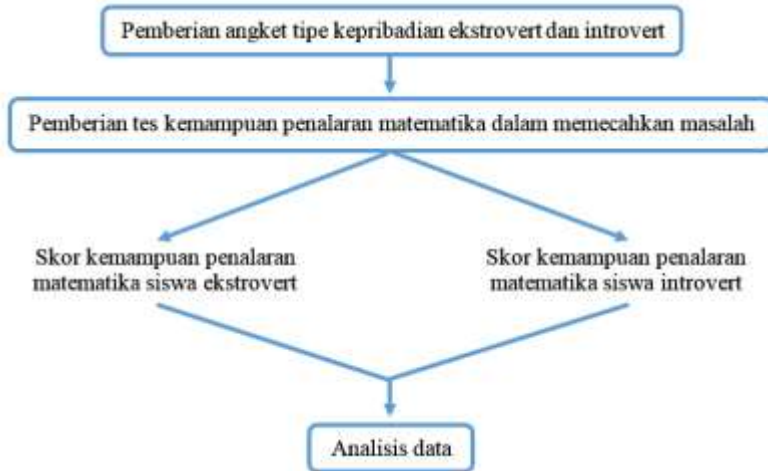 Pemberian angket tipe kepribadian ekstrovert dan introvert
Pemberian tes kemampuan penalaran matematika dalam memecahkan masalah
Skor kemampuan penalaran
matematika siswa ekstrovert
Skor kemampuan penalaran
matematika siswa introvert
Analisis data